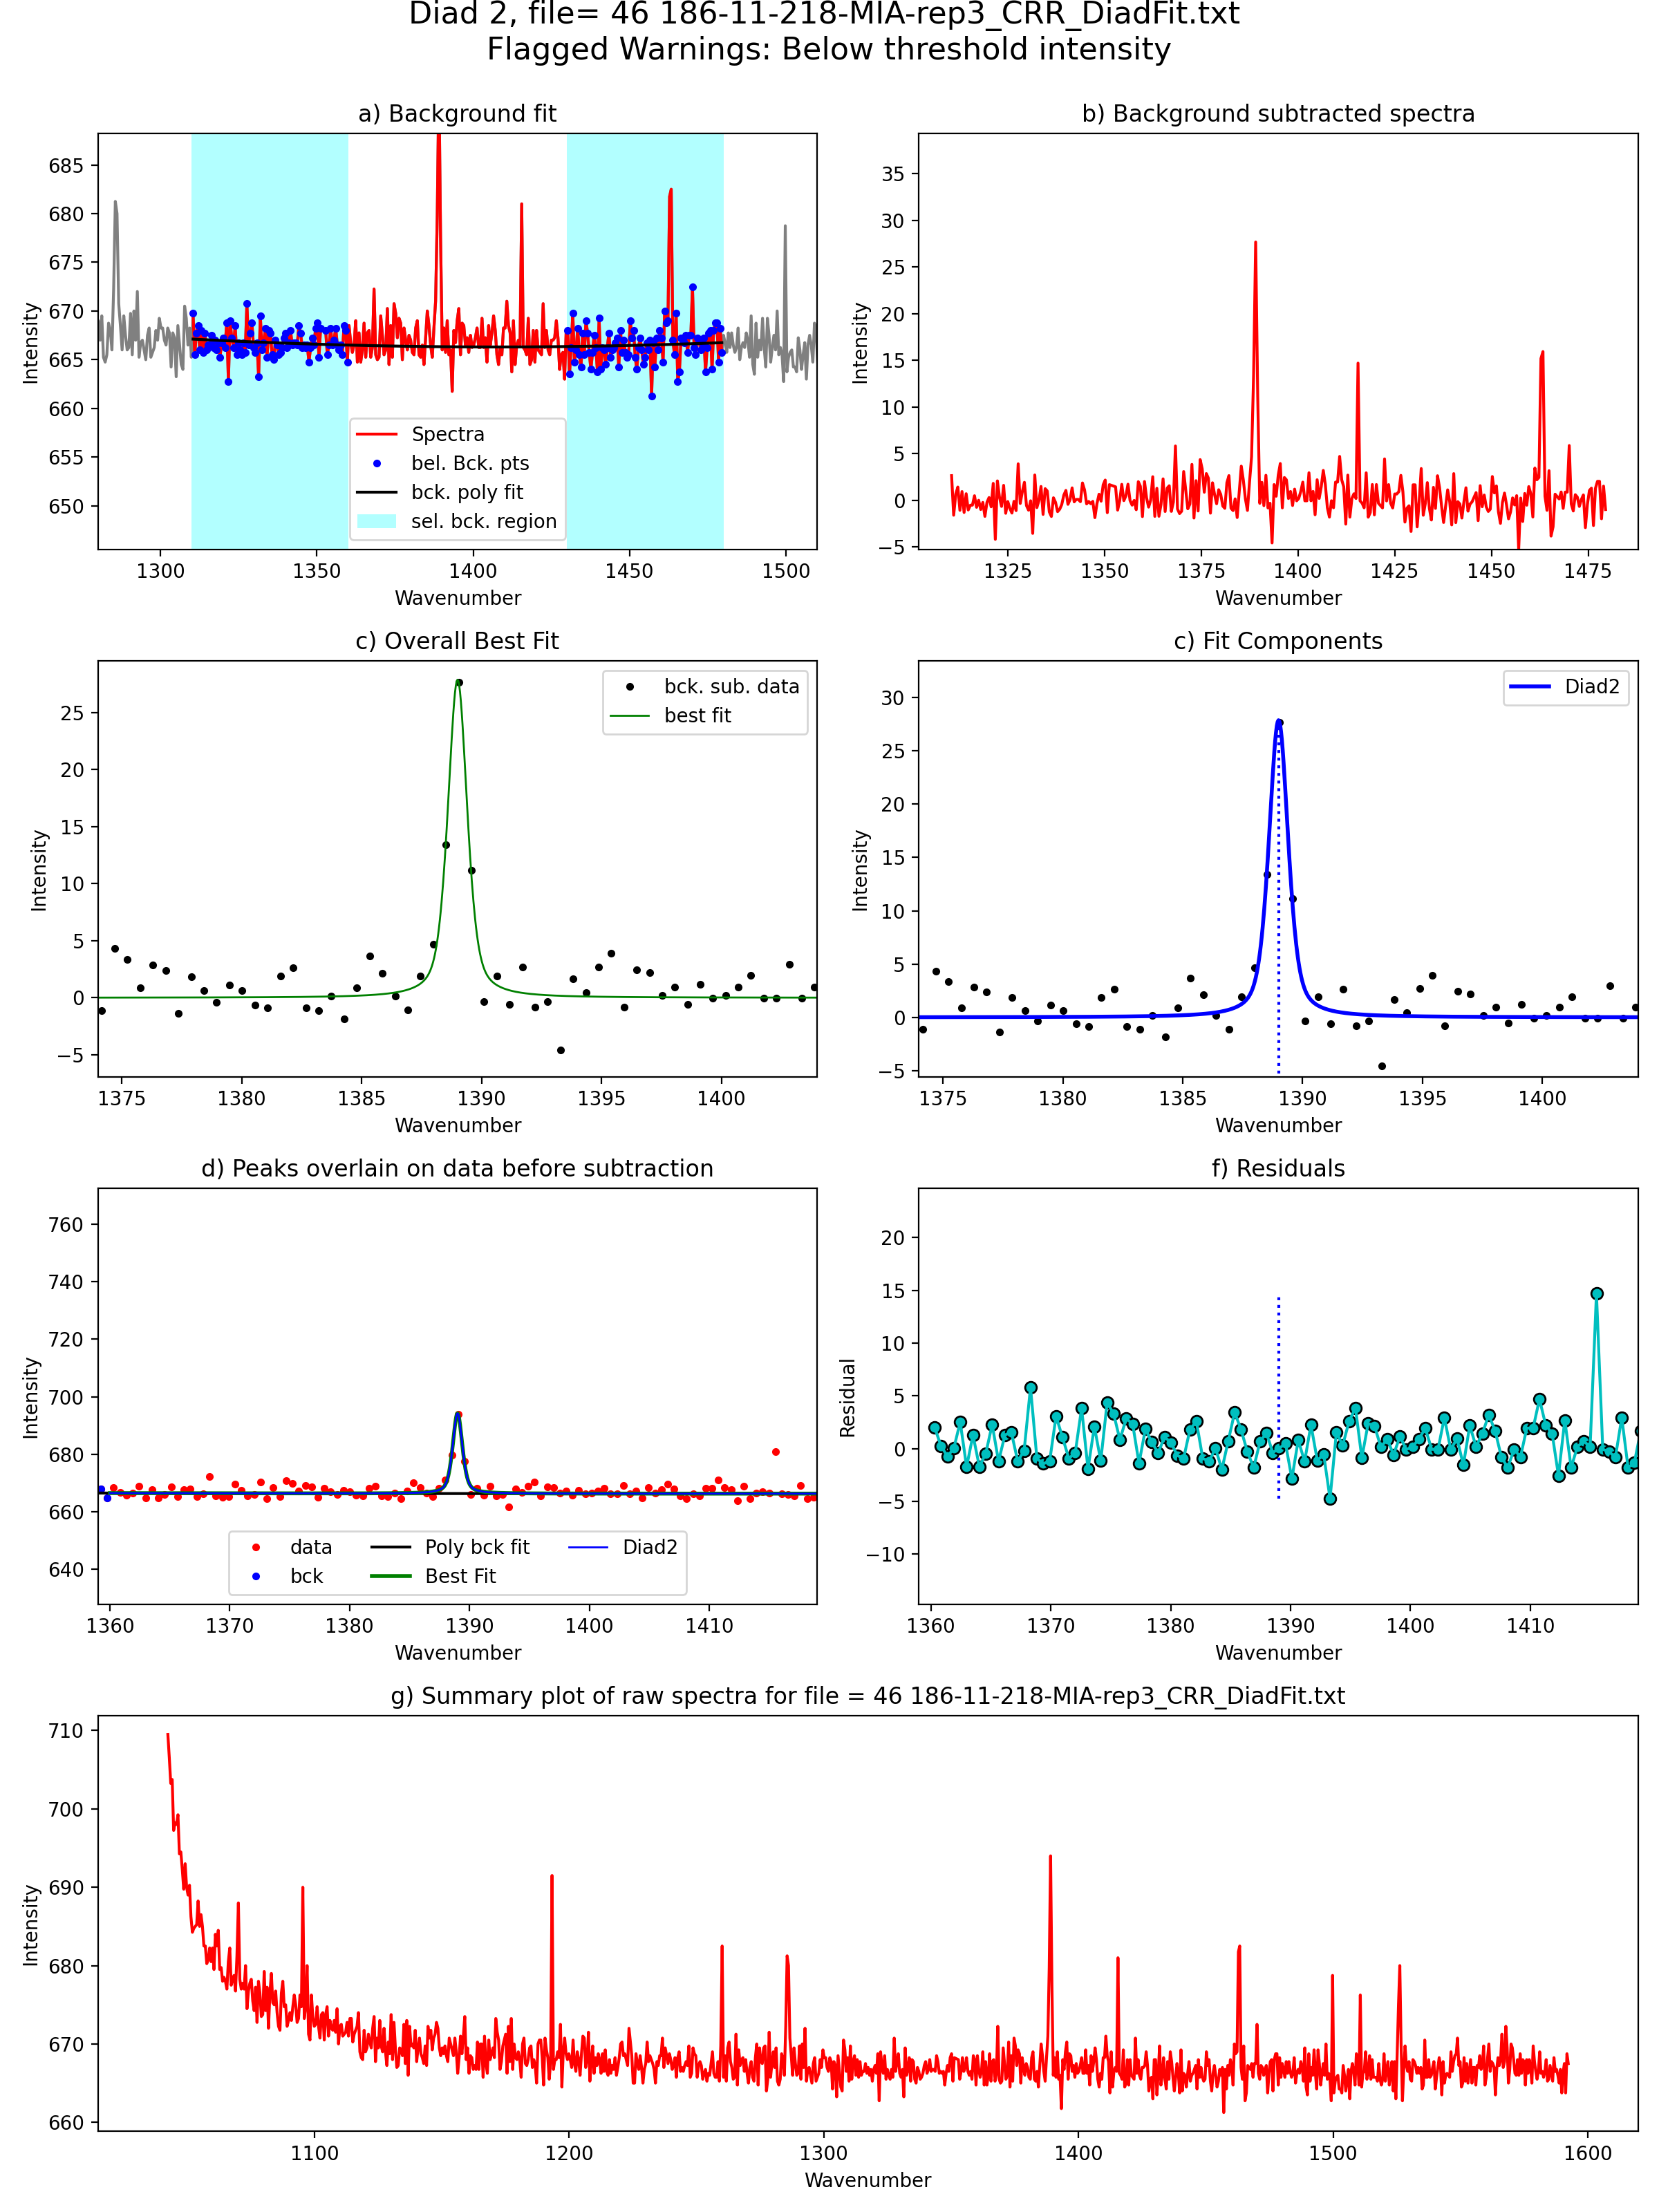 Diad 2, file= 46 186-11-218-MIA-rep3_CRR_DiadFit.txt
Flagged Warnings: Below threshold intensity
a) Background fit
685
680
675
670
665
660
655
650
Intensity
Spectra
bel. Bck. pts
bck. poly fit
sel. bck. region
1300 1350 1400 1450 1500
Wavenumber
b) Background subtracted spectra
35
30
25
20
15
10
5
0
−5
Intensity
1325 1350 1375 1400 1425 1450 1475
Wavenumber
c) Overall Best Fit
25
20
15
10
5
0
−5
Intensity
bck. sub. data
best fit
1375 1380 1385 1390 1395 1400
Wavenumber
c) Fit Components
30
25
20
15
10
5
0
−5
Intensity
Diad2
1375 1380 1385 1390 1395 1400
Wavenumber
d) Peaks overlain on data before subtraction
760
740
720
700
680
660
640
Intensity
data Poly bck fit Diad2
bck Best Fit
1360 1370 1380 1390 1400 1410
Wavenumber
f) Residuals
20
15
10
5
0
−5
−10
Residual
1360 1370 1380 1390 1400 1410
Wavenumber
g) Summary plot of raw spectra for file = 46 186-11-218-MIA-rep3_CRR_DiadFit.txt
710
700
690
680
670
660
Intensity
1100 1200 1300 1400 1500 1600
Wavenumber